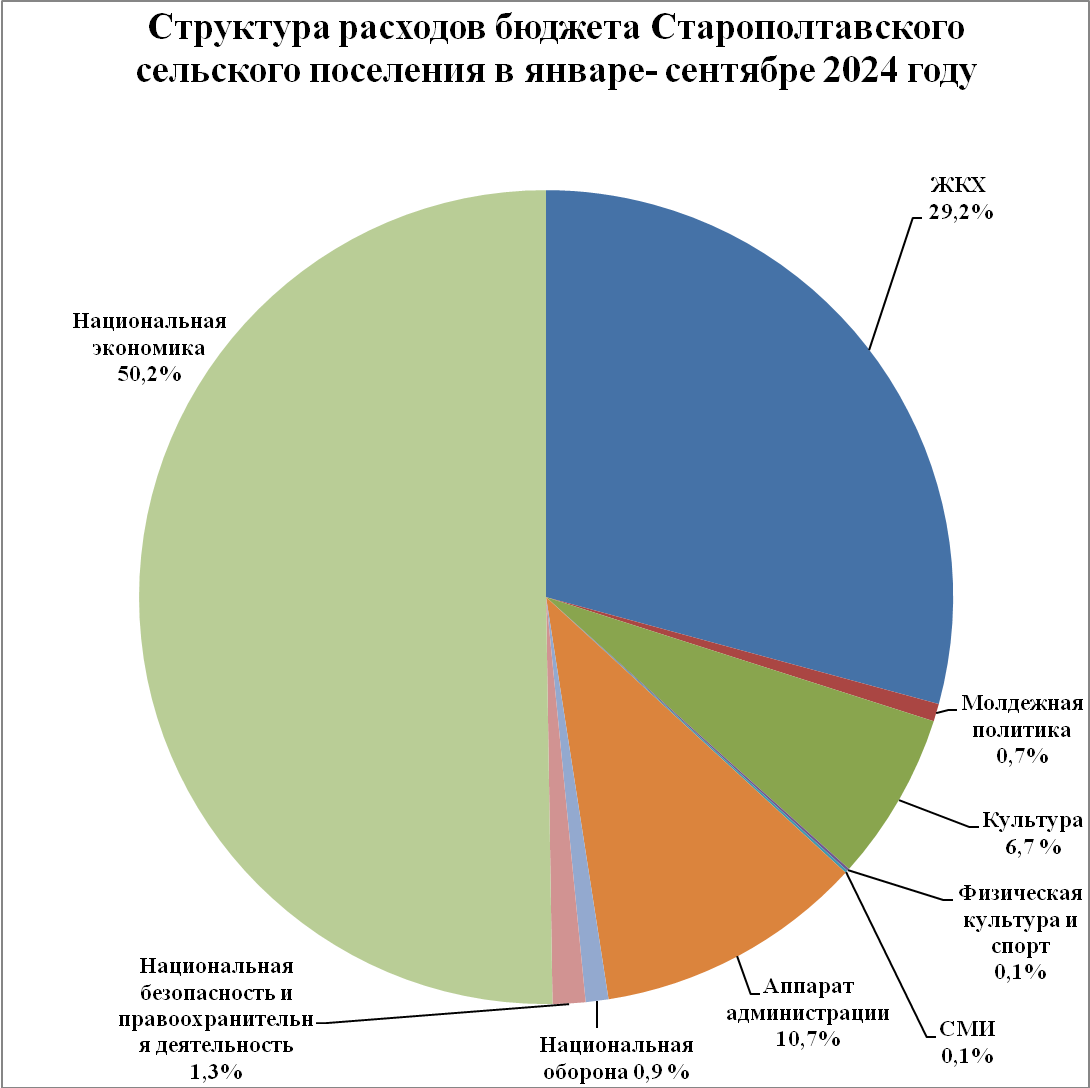 Структура расходов бюджета Старополтавского
сельского поселения в январе- сентябре 2024 году
ЖКХ
29,2%
Молдежная
политика
0,7%
Культура
6,7 %
Физическая
культура и
спорт
0,1%
СМИ
0,1%
Аппарат
администрации
10,7%
Национальная
оборона 0,9 %
Национальная
безопасность и
правоохранительн
я деятельность
1,3%
Национальная
экономика
50,2%